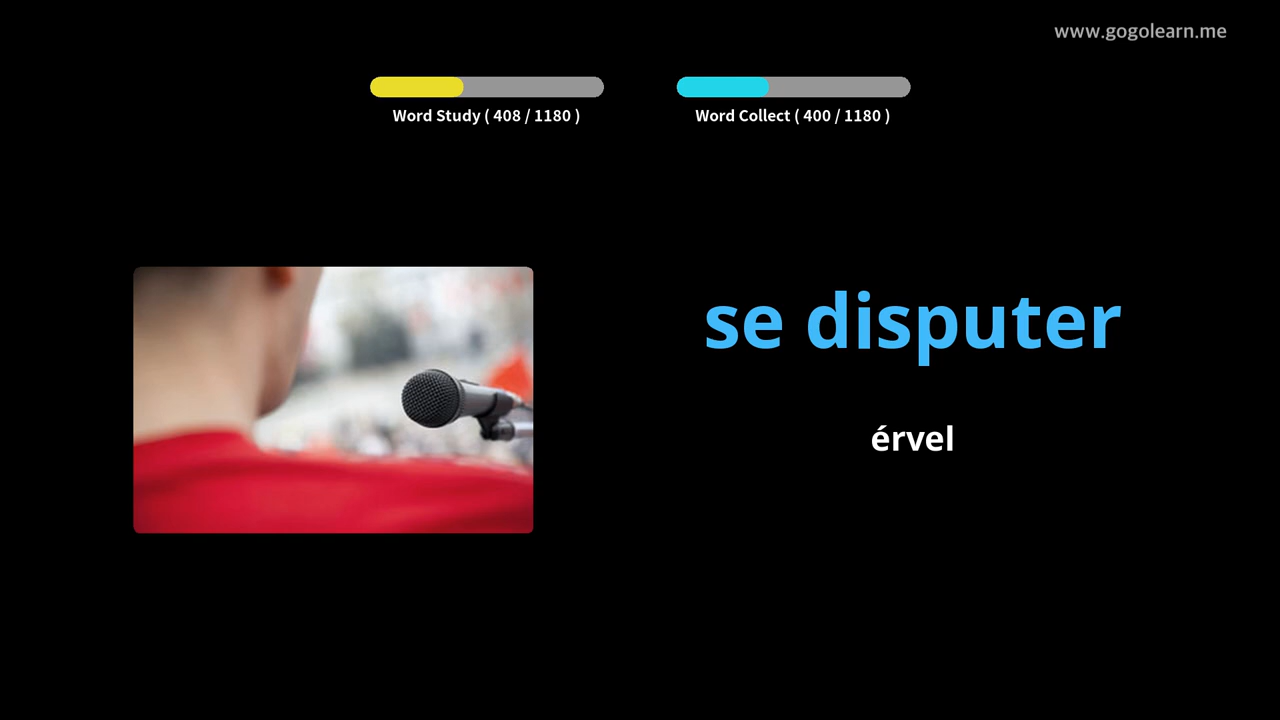 www.gogolearn.me
Word Study ( 408 / 1180 )
Word Collect ( 400 / 1180 )
se disputer
érvel